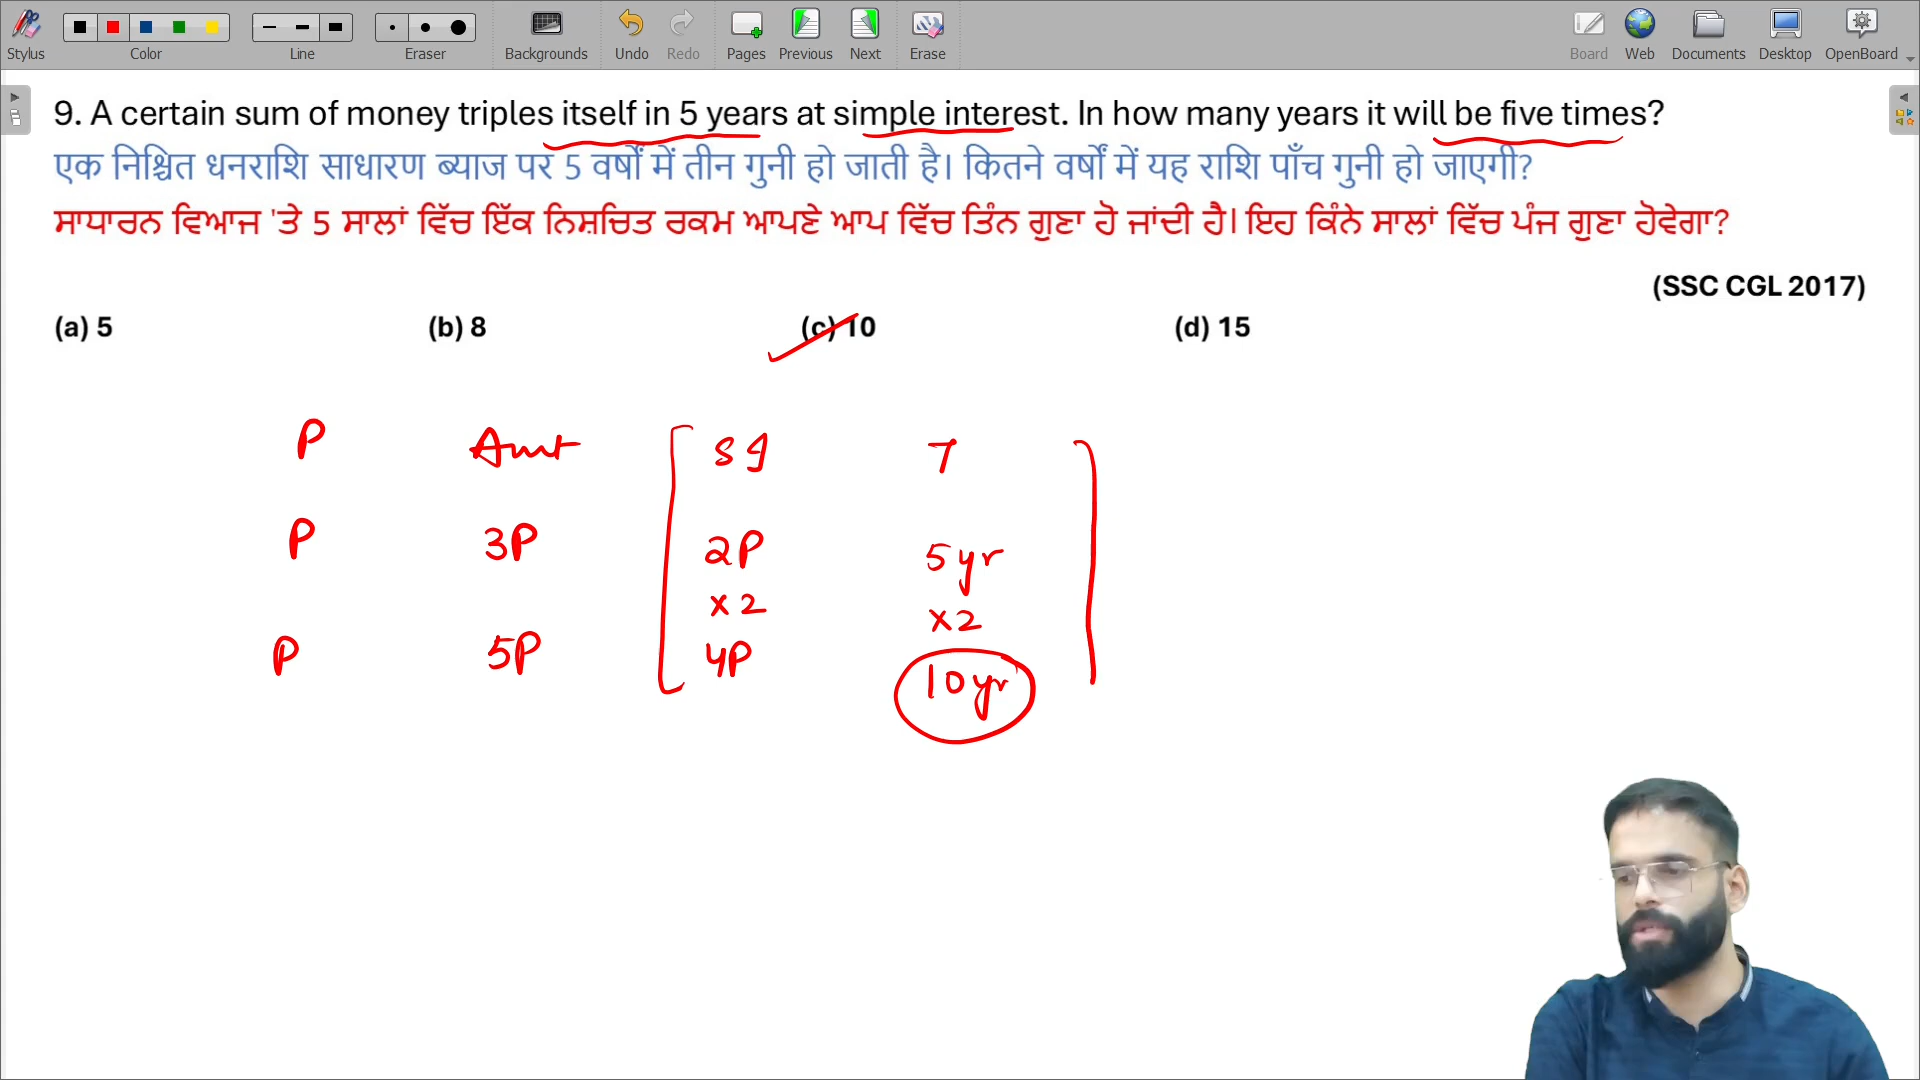 Stylus Color Line Eraser Backgrounds Undo Redo Pages Previous Next Erase Board Web Documents Desktop OpenBoard
9. A certain sum of money triples itself in 5 years at simple interest. In how many years it will be five times?
एक निश्चित धनराशि साधारण ब्याज पर 5 वर्षों में तीन गुनी हो जाती है। कितने वर्षों में यह राशि पाँच गुनी हो जाएगी?
ਸਾਧਾਰਨ ਵਿਆਜ 'ਤੇ 5 ਸਾਲਾਂ ਵਿੱਚ ਇੱਕ ਨਿਸ਼ਚਿਤ ਰਕਮ ਆਪਣੇ ਆਪ ਵਿੱਚ ਤਿੰਨ ਗੁਣਾ ਹੋ ਜਾਂਦੀ ਹੈ। ਇਹ ਕਿੰਨੇ ਸਾਲਾਂ ਵਿੱਚ ਪੰਜ ਗੁਣਾ ਹੋਵੇਗਾ?
(SSC CGL 2017)
(a) 5 (b) 8 (c) 10 (d) 15
P Amt SI T
P 3P 2P 5yr
×2 ×2
P 5P 4P 10yr